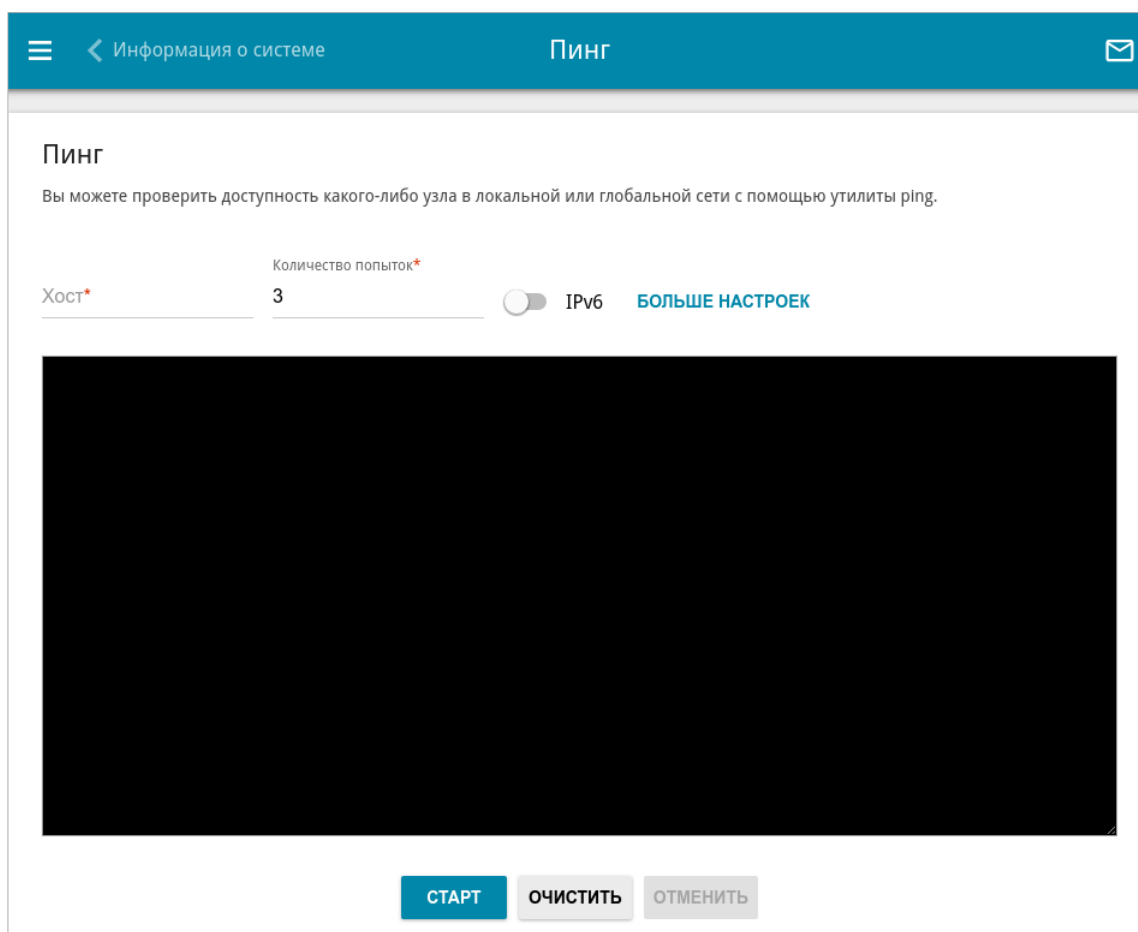 Информация о системе
Пинг
Пинг
Вы можете проверить доступность какого-либо узла в локальной или глобальной сети с помощью утилиты ping.
Количество попыток*
Хост*
3
IPv6
БОЛЬШЕ НАСТРОЕК
СТАРТ
ОЧИСТИТЬ
ОТМЕНИТЬ